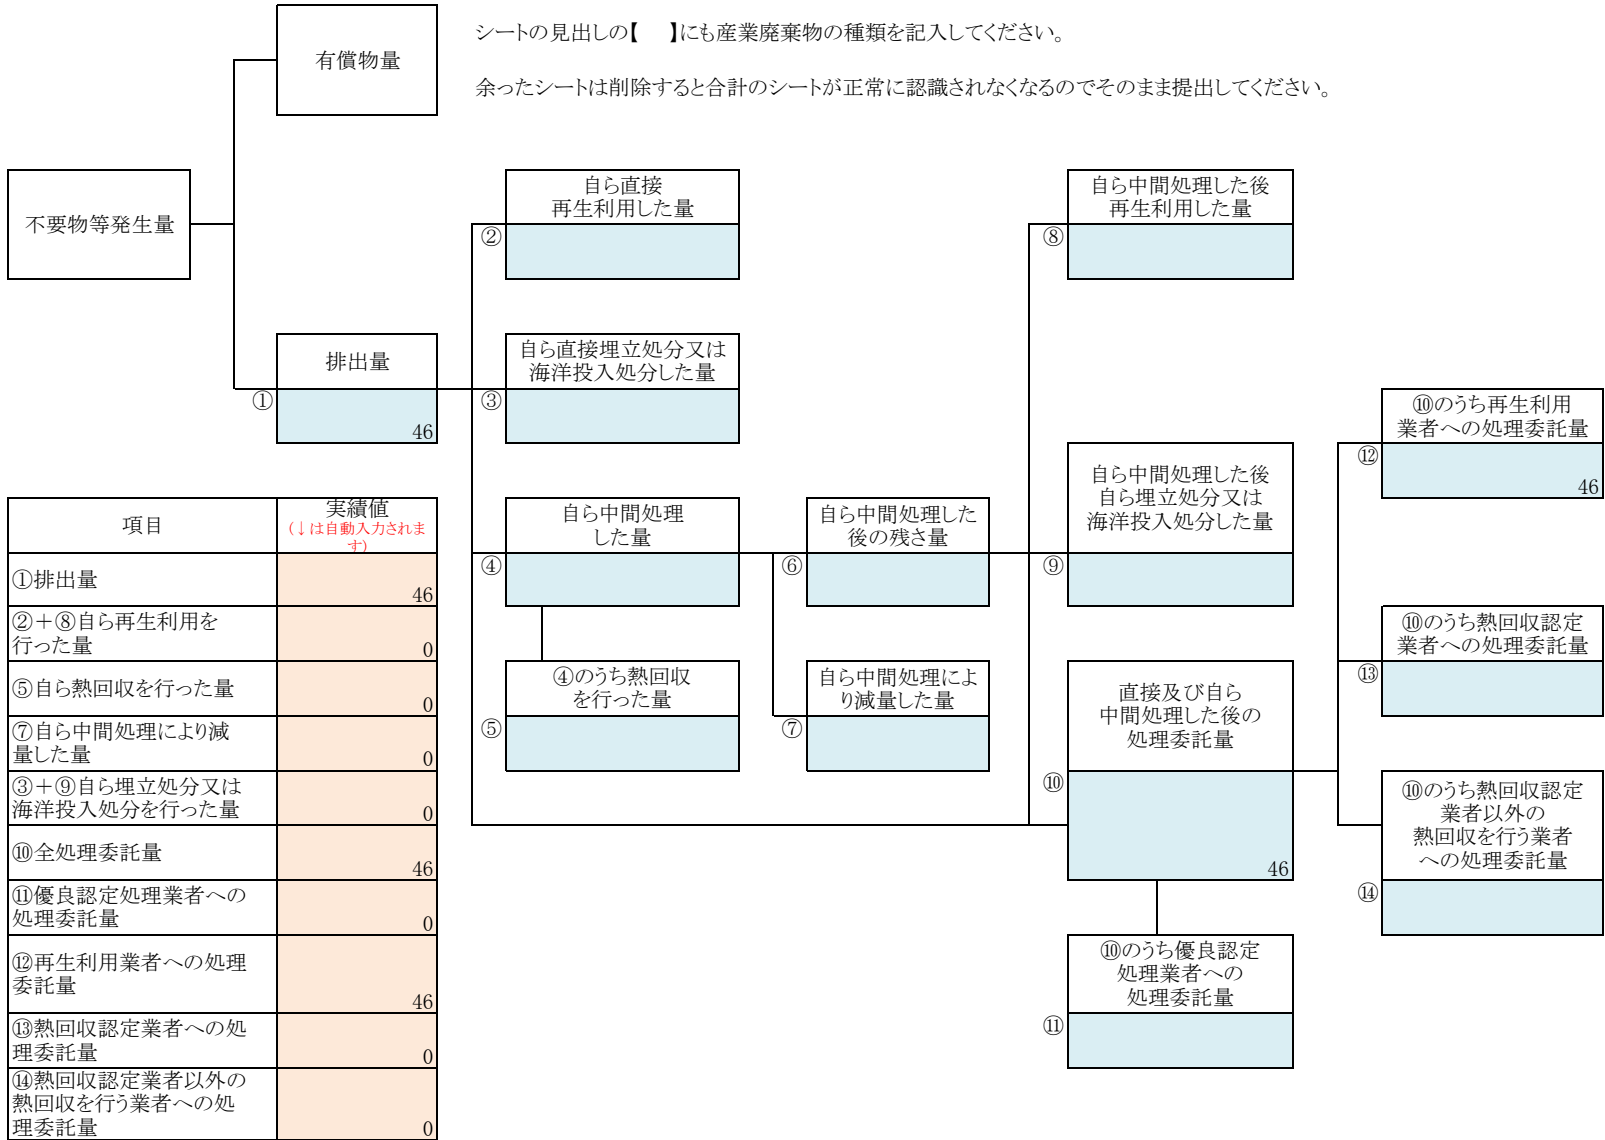 シートの見出しの【　】にも産業廃棄物の種類を記入してください。
余ったシートは削除すると合計のシートが正常に認識されなくなるのでそのまま提出してください。
有償物量
不要物等発生量
排出量
①
46
自ら直接
再生利用した量
②
自ら直接埋立処分又は
海洋投入処分した量
③
自ら中間処理
した量
④
④のうち熱回収
を行った量
⑤
自ら中間処理した
後の残さ量
⑥
自ら中間処理によ
り減量した量
⑦
自ら中間処理した後
再生利用した量
⑧
自ら中間処理した後
自ら埋立処分又は
海洋投入処分した量
⑨
直接及び自ら
中間処理した後の
処理委託量
⑩
46
⑩のうち優良認定
処理業者への
処理委託量
⑪
⑩のうち再生利用
業者への処理委託量
⑫
46
⑩のうち熱回収認定
業者への処理委託量
⑬
⑩のうち熱回収認定
業者以外の
熱回収を行う業者
への処理委託量
⑭
項目
実績値
(↓は自動入力されま
す)
①排出量
46
②＋⑧自ら再生利用を
行った量
0
⑤自ら熱回収を行った量
0
⑦自ら中間処理により減
量した量
0
③＋⑨自ら埋立処分又は
海洋投入処分を行った量
0
⑩全処理委託量
46
⑪優良認定処理業者への
処理委託量
0
⑫再生利用業者への処理
委託量
46
⑬熱回収認定業者への処
理委託量
0
⑭熱回収認定業者以外の
熱回収を行う業者への処
理委託量
0